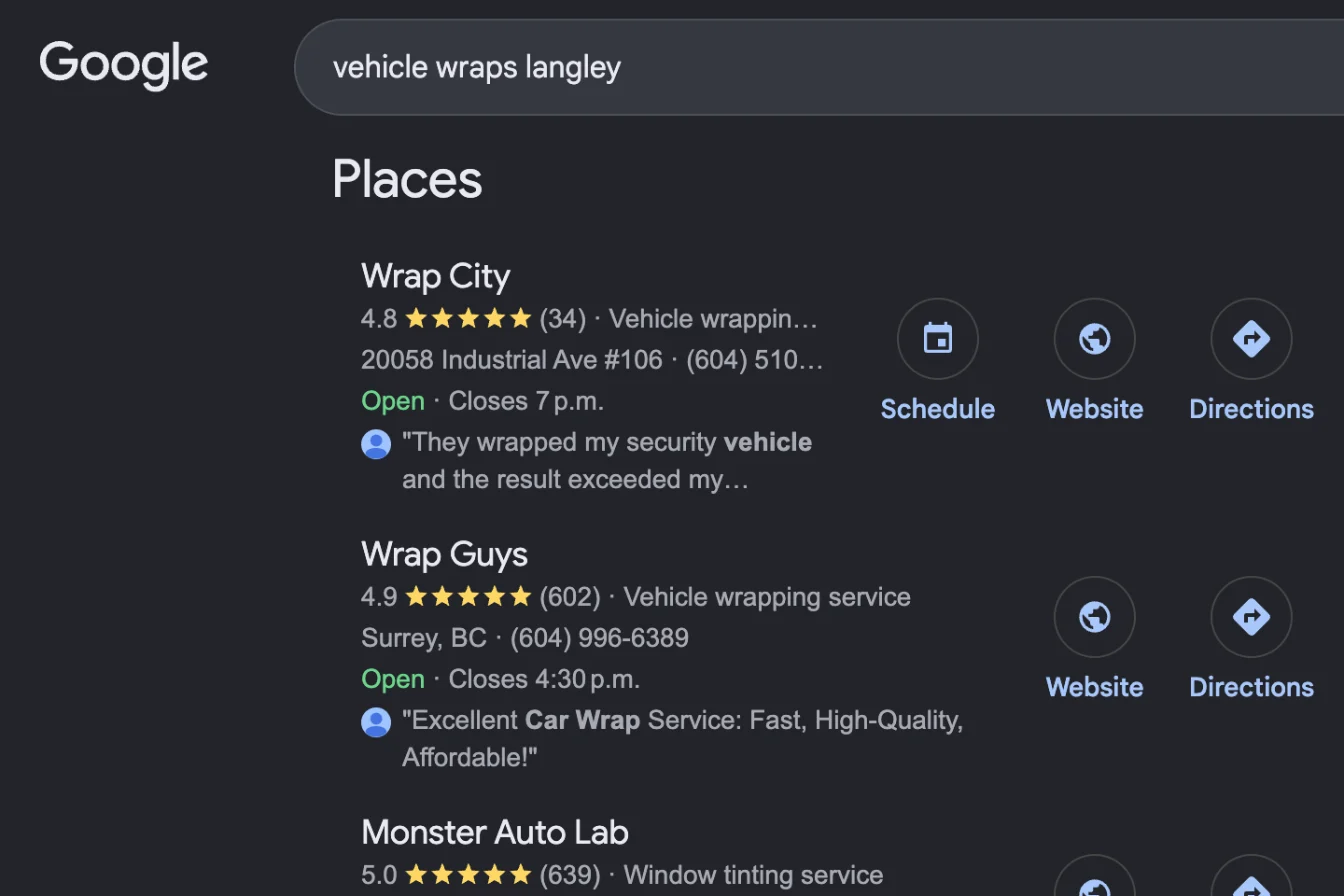 Google
vehicle wraps langley
Places
Wrap City
4.8 ★★★★★ (34) · Vehicle wrappin…
20058 Industrial Ave #106 · (604) 510…
Open · Closes 7 p.m.
"They wrapped my security vehicle
and the result exceeded my…
Schedule
Website
Directions
Wrap Guys
4.9 ★★★★★ (602) · Vehicle wrapping service
Surrey, BC · (604) 996-6389
Open · Closes 4:30 p.m.
"Excellent Car Wrap Service: Fast, High-Quality,
Affordable!"
Website
Directions
Monster Auto Lab
5.0 ★★★★★ (639) · Window tinting service